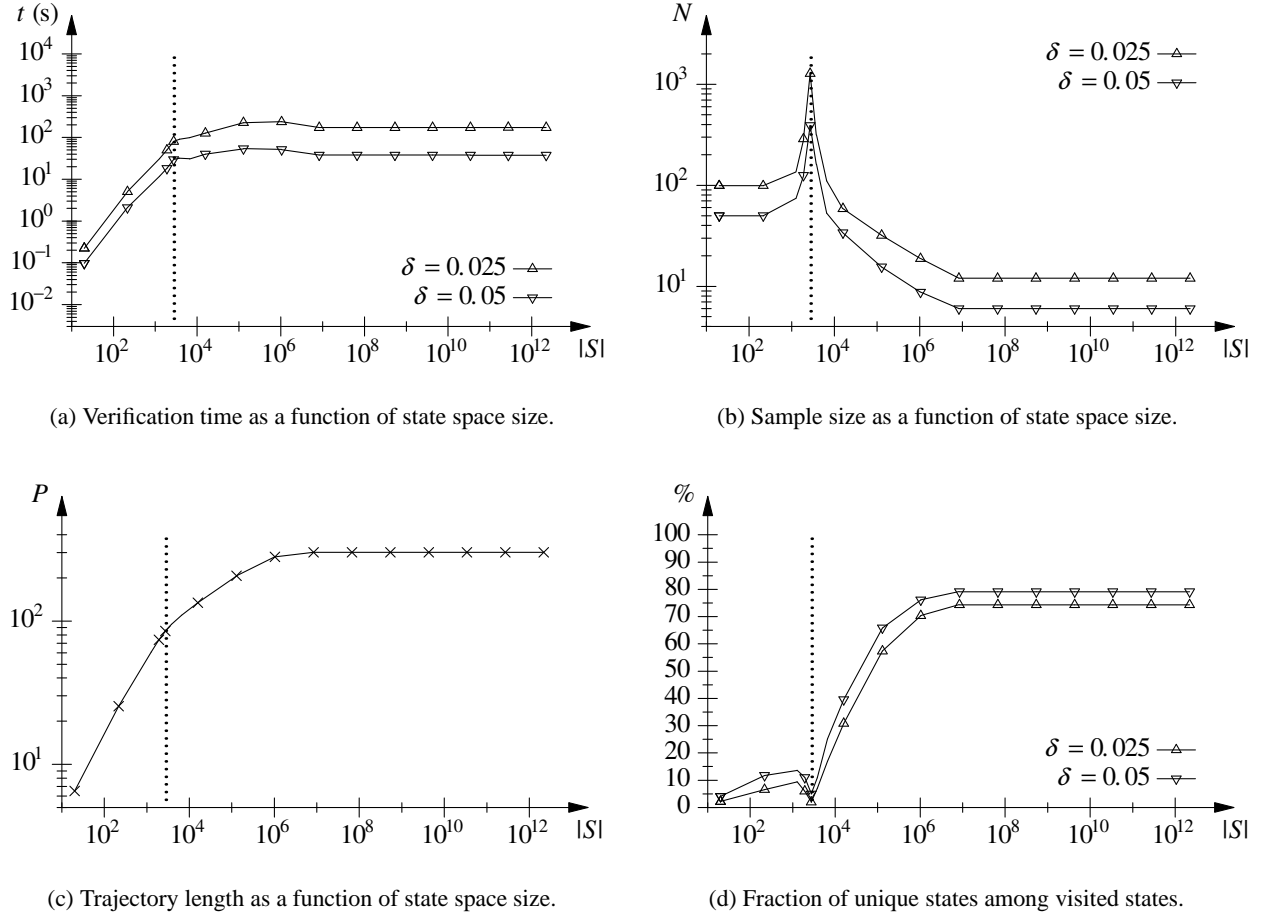 t (s)
10^4
10^3
10^2
10^1
10^0
10^−1
10^−2
δ = 0.025
δ = 0.05
10^2 10^4 10^6 10^8 10^10 10^12 |S|
(a) Verification time as a function of state space size.
N
δ = 0.025
δ = 0.05
10^3
10^2
10^1
10^2 10^4 10^6 10^8 10^10 10^12 |S|
(b) Sample size as a function of state space size.
P
10^2
10^1
10^2 10^4 10^6 10^8 10^10 10^12 |S|
(c) Trajectory length as a function of state space size.
%
100
90
80
70
60
50
40
30
20
10
0
δ = 0.025
δ = 0.05
10^2 10^4 10^6 10^8 10^10 10^12 |S|
(d) Fraction of unique states among visited states.